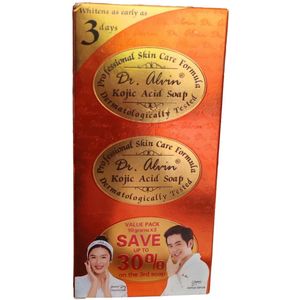 Whitens as early as
3 days
Professional Skin Care Formula
Dr. Alvin®
Kojic Acid Soap
Dermatologically Tested
Professional Skin Care Formula
Dr. Alvin®
Kojic Acid Soap
Dermatologically Tested
VALUE PACK
SAVE
UP TO
30%
on the 3rd soap